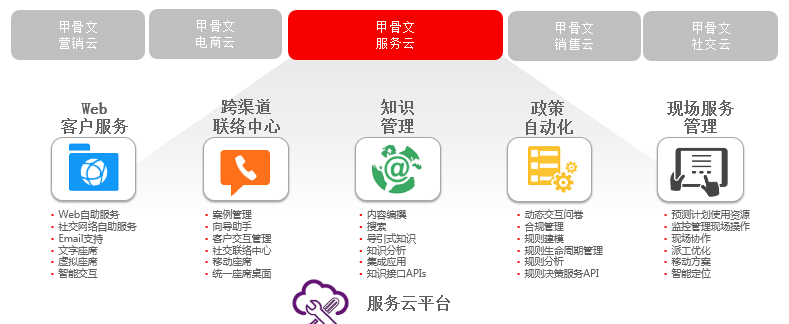 甲骨文
营销云
甲骨文
电商云
甲骨文
服务云
甲骨文
销售云
甲骨文
社交云
Web
客户服务
跨渠道
联络中心
知识
管理
政策
自动化
现场服务
管理
• Web自助服务
• 社交网络自助服务
• Email支持
• 文字座席
• 虚拟座席
• 智能交互
• 案例管理
• 向导助手
• 客户交互管理
• 社交联络中心
• 移动座席
• 统一座席桌面
• 内容编撰
• 搜索
• 导引式知识
• 知识分析
• 集成应用
• 知识接口APIs
• 动态交互问卷
• 合规管理
• 规则建模
• 规则生命周期管理
• 规则分析
• 规则决策服务API
• 预测计划使用资源
• 监控管理现场操作
• 现场协作
• 派工优化
• 移动方案
• 智能定位
服务云平台